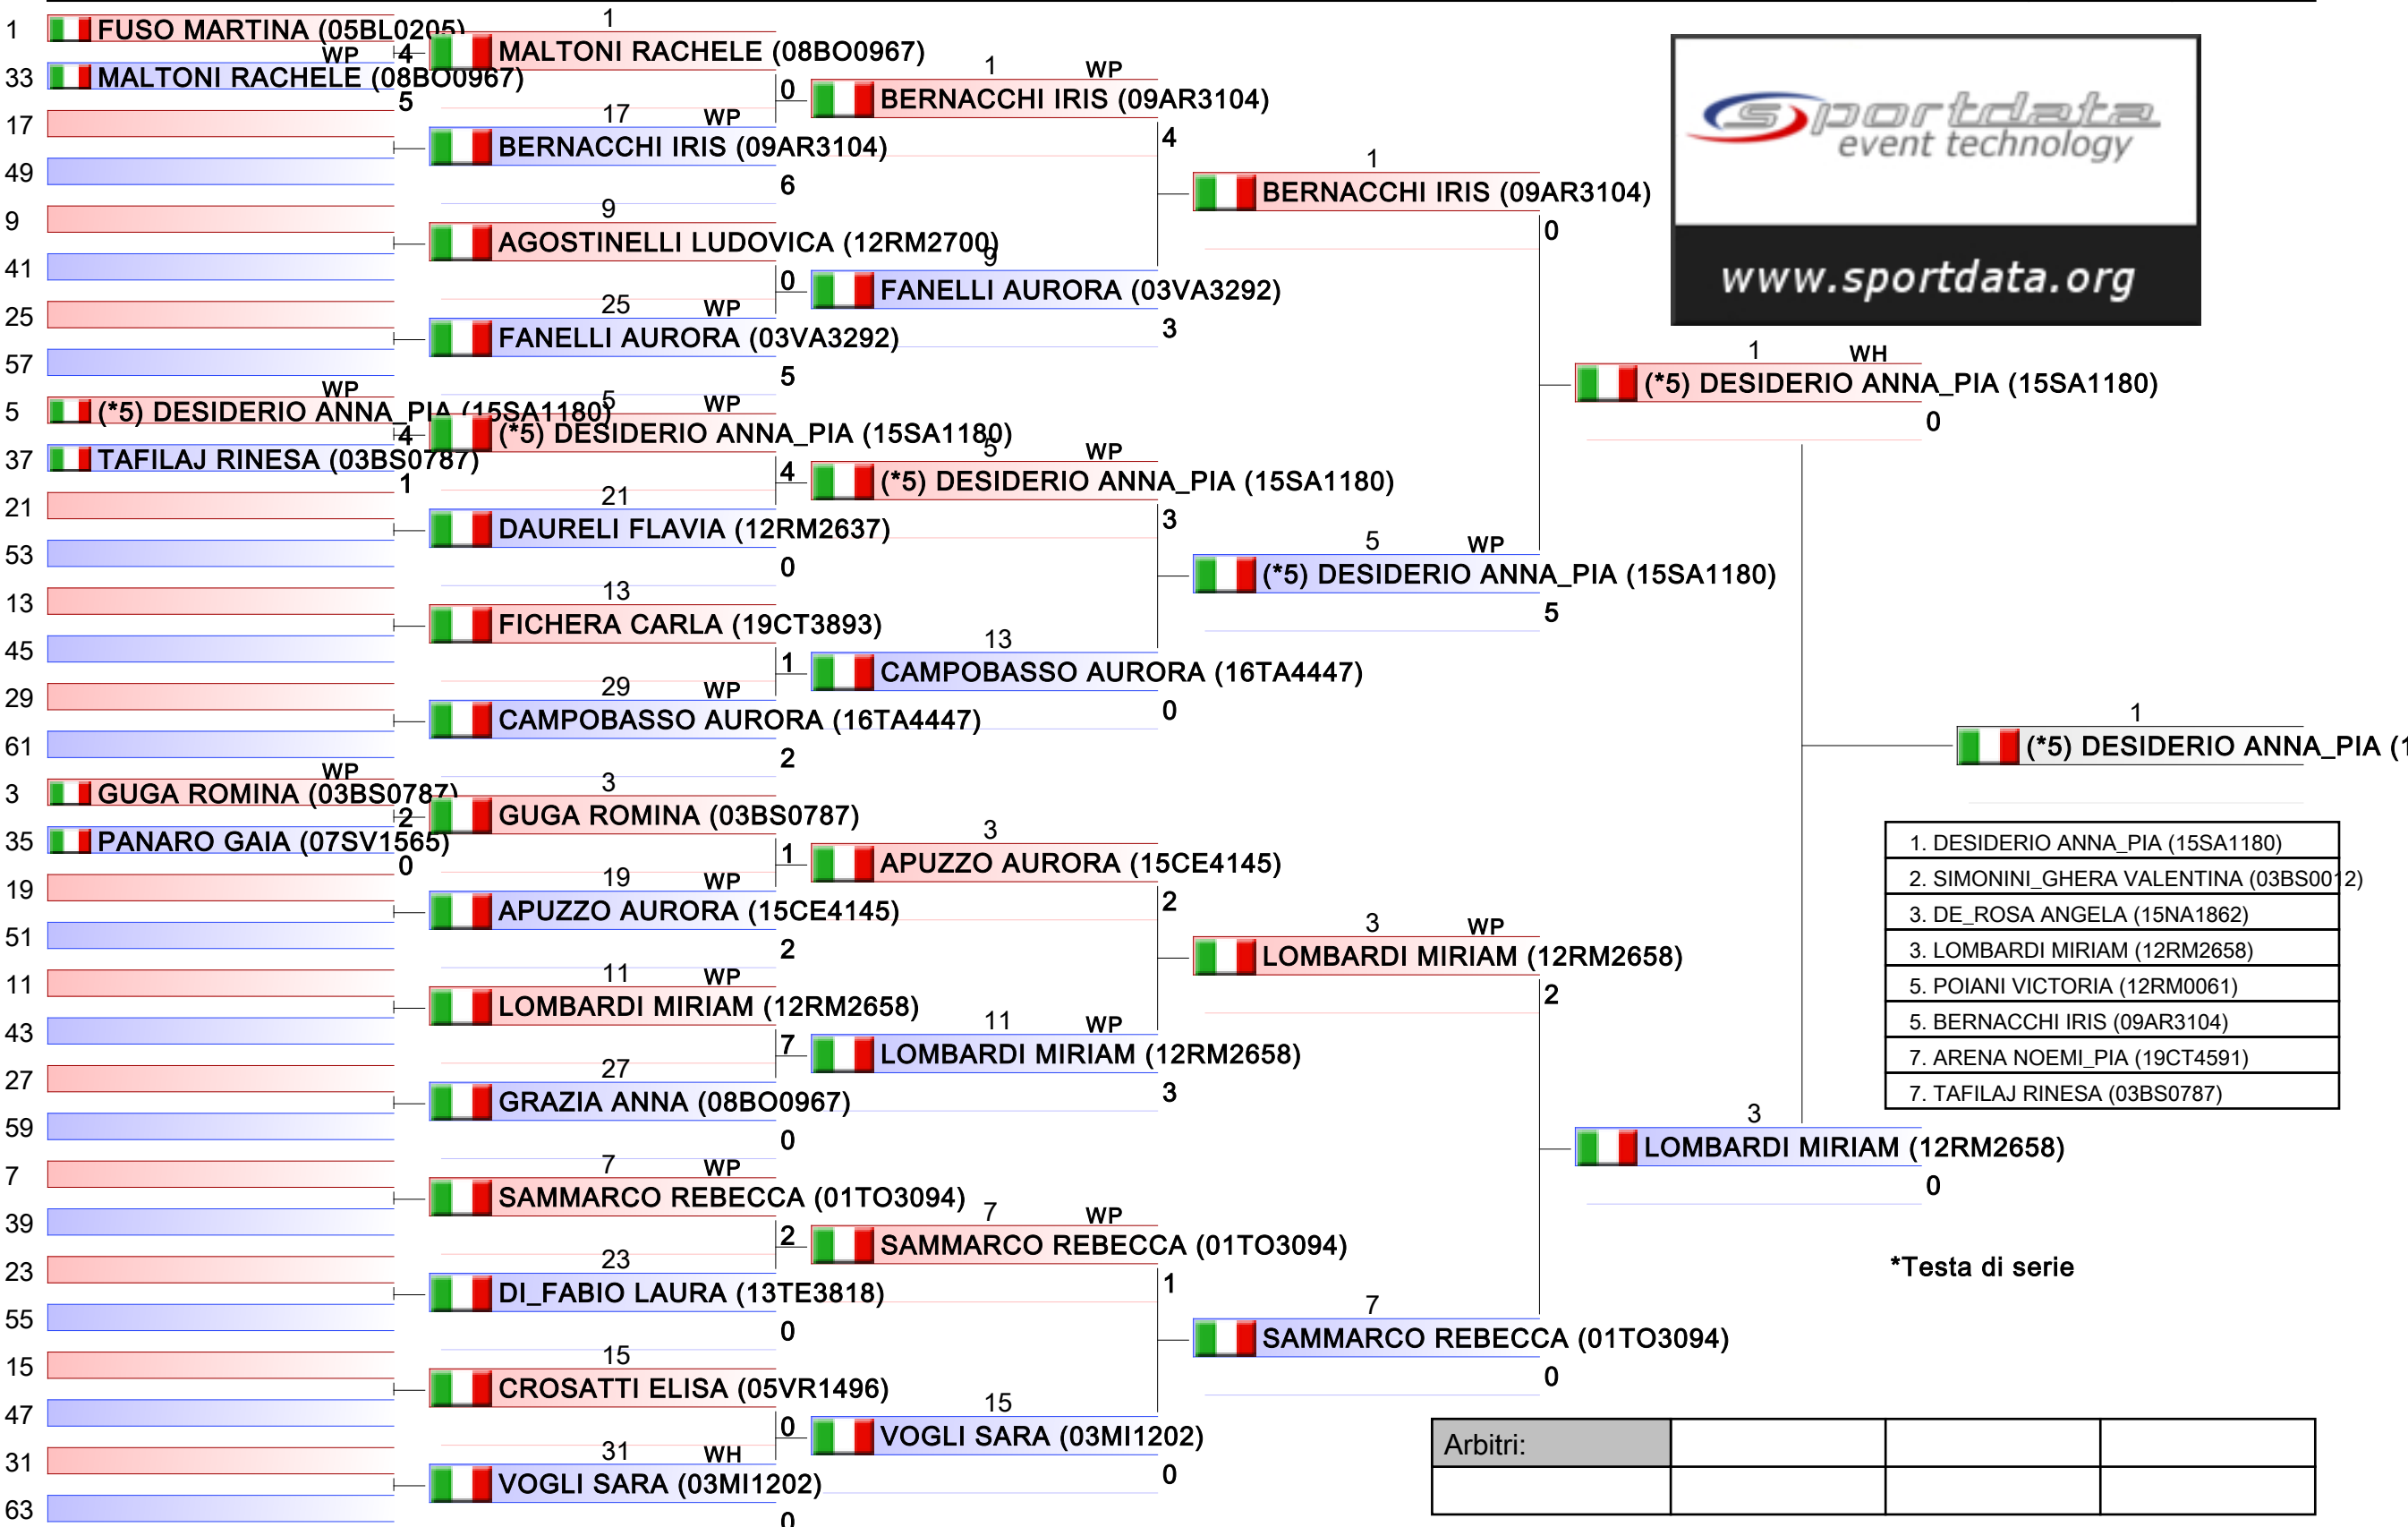 1 FUSO MARTINA (05BL0205)
WP 4
33 MALTONI RACHELE (08BO0967)
5
17
49
9
41
25
57
WP
5 (*5) DESIDERIO ANNA_PIA (15SA1180)
4
37 TAFILAJ RINESA (03BS0787)
1
21
53
13
45
29
61
WP
3 GUGA ROMINA (03BS0787)
2
35 PANARO GAIA (07SV1565)
0
19
51
11
43
27
59
7
39
23
55
15
47
31
63
1
MALTONI RACHELE (08BO0967)
0
17 WP
BERNACCHI IRIS (09AR3104)
6
9
AGOSTINELLI LUDOVICA (12RM2700)
0
25 WP
FANELLI AURORA (03VA3292)
5
5 WP
(*5) DESIDERIO ANNA_PIA (15SA1180)
4
21
DAURELI FLAVIA (12RM2637)
0
13
FICHERA CARLA (19CT3893)
1
29 WP
CAMPOBASSO AURORA (16TA4447)
2
3
GUGA ROMINA (03BS0787)
1
19 WP
APUZZO AURORA (15CE4145)
2
11 WP
LOMBARDI MIRIAM (12RM2658)
7
27
GRAZIA ANNA (08BO0967)
0
7 WP
SAMMARCO REBECCA (01TO3094)
2
23
DI_FABIO LAURA (13TE3818)
0
15
CROSATTI ELISA (05VR1496)
0
31 WH
VOGLI SARA (03MI1202)
0
1 WP
BERNACCHI IRIS (09AR3104)
4
9
FANELLI AURORA (03VA3292)
3
5 WP
(*5) DESIDERIO ANNA_PIA (15SA1180)
3
13
CAMPOBASSO AURORA (16TA4447)
0
3
APUZZO AURORA (15CE4145)
2
11 WP
LOMBARDI MIRIAM (12RM2658)
3
7 WP
SAMMARCO REBECCA (01TO3094)
1
15
VOGLI SARA (03MI1202)
0
1
BERNACCHI IRIS (09AR3104)
0
5 WP
(*5) DESIDERIO ANNA_PIA (15SA1180)
5
3 WP
LOMBARDI MIRIAM (12RM2658)
2
7
SAMMARCO REBECCA (01TO3094)
0
sportdata
event technology
www.sportdata.org
1 WH
(*5) DESIDERIO ANNA_PIA (15SA1180)
0
3
LOMBARDI MIRIAM (12RM2658)
0
1
(*5) DESIDERIO ANNA_PIA (1
1. DESIDERIO ANNA_PIA (15SA1180)
2. SIMONINI_GHERA VALENTINA (03BS0012)
3. DE_ROSA ANGELA (15NA1862)
3. LOMBARDI MIRIAM (12RM2658)
5. POIANI VICTORIA (12RM0061)
5. BERNACCHI IRIS (09AR3104)
7. ARENA NOEMI_PIA (19CT4591)
7. TAFILAJ RINESA (03BS0787)
*Testa di serie
Arbitri: